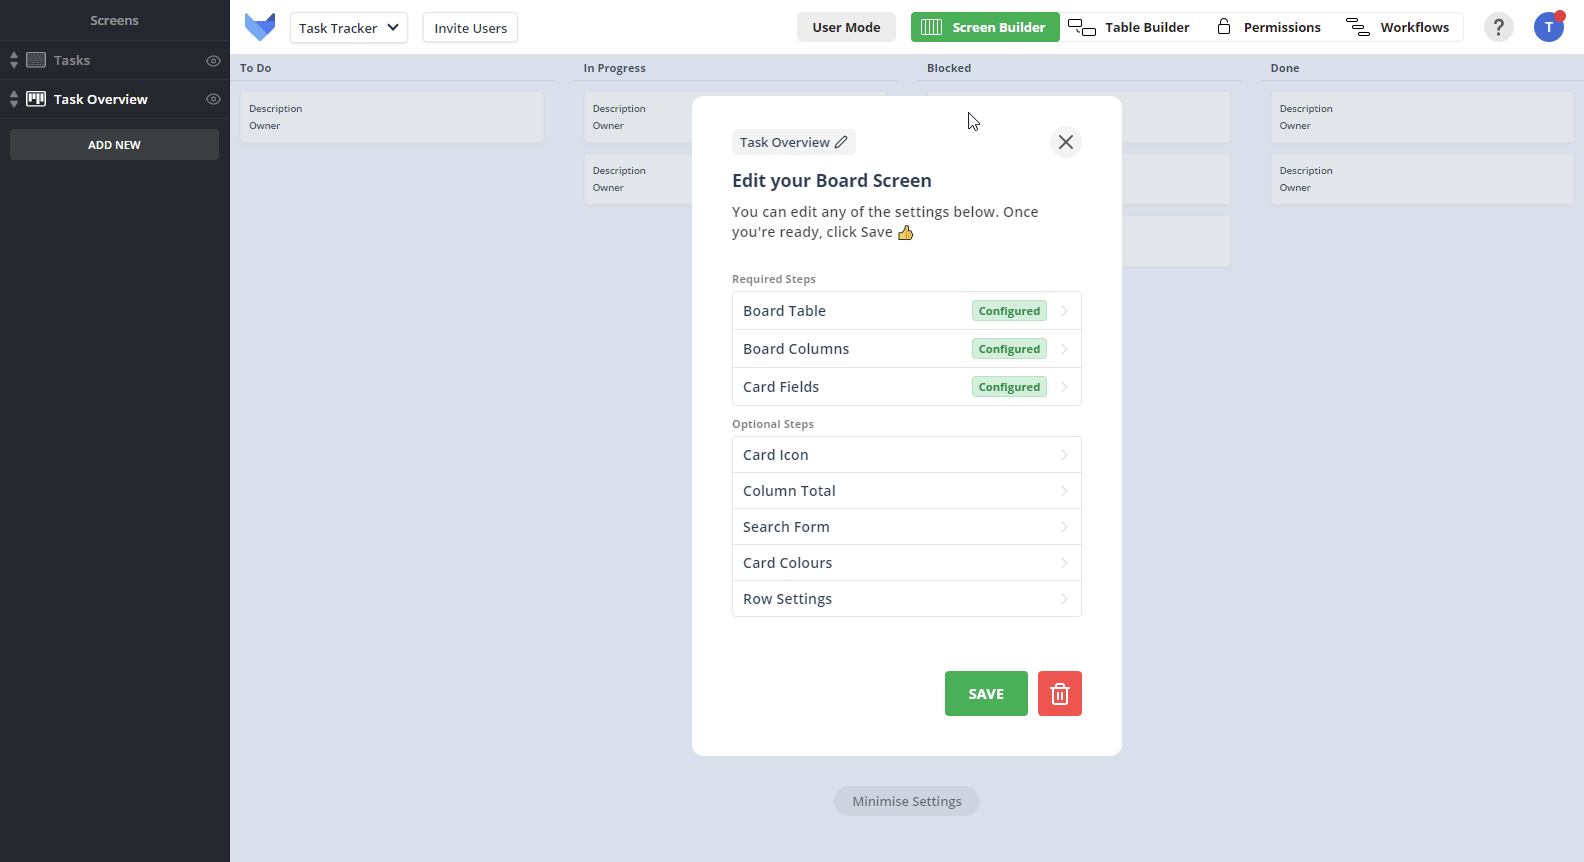 Screens
Tasks
Task Overview
ADD NEW
Task Tracker
Invite Users
User Mode
Screen Builder
Table Builder
Permissions
Workflows
?
T
To Do
In Progress
Blocked
Done
Description
Owner
Description
Owner
Description
Owner
Description
Owner
Description
Owner
Task Overview
Edit your Board Screen
You can edit any of the settings below. Once
you're ready, click Save 👍
Required Steps
Board Table
Configured
Board Columns
Configured
Card Fields
Configured
Optional Steps
Card Icon
Column Total
Search Form
Card Colours
Row Settings
SAVE
Minimise Settings